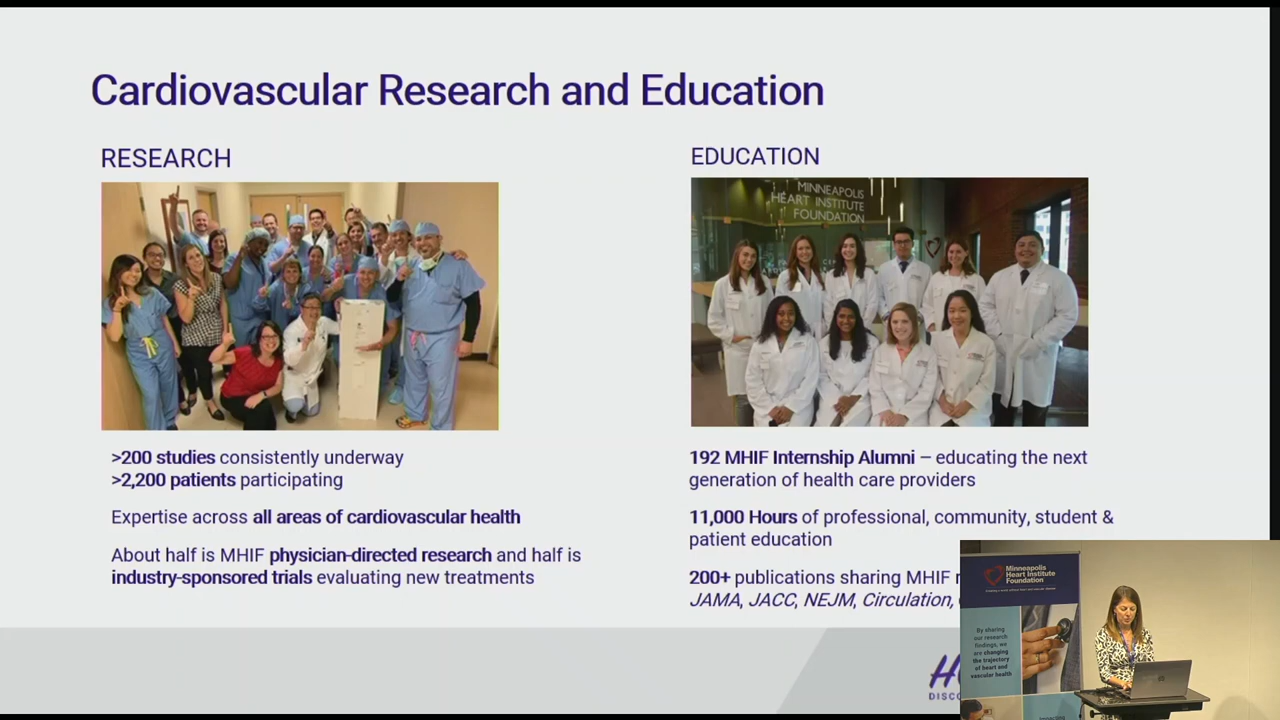 Cardiovascular Research and Education
RESEARCH
>200 studies consistently underway
>2,200 patients participating
Expertise across all areas of cardiovascular health
About half is MHIF physician-directed research and half is
industry-sponsored trials evaluating new treatments
EDUCATION
MINNEAPOLIS
HEART INSTITUTE
FOUNDATION
192 MHIF Internship Alumni – educating the next
generation of health care providers
11,000 Hours of professional, community, student &
patient education
200+ publications sharing MHIF
JAMA, JACC, NEJM, Circulation,
Minneapolis
Heart Institute
Foundation
By sharing
our research
findings, we
are changing
the trajectory
of heart and
vascular health